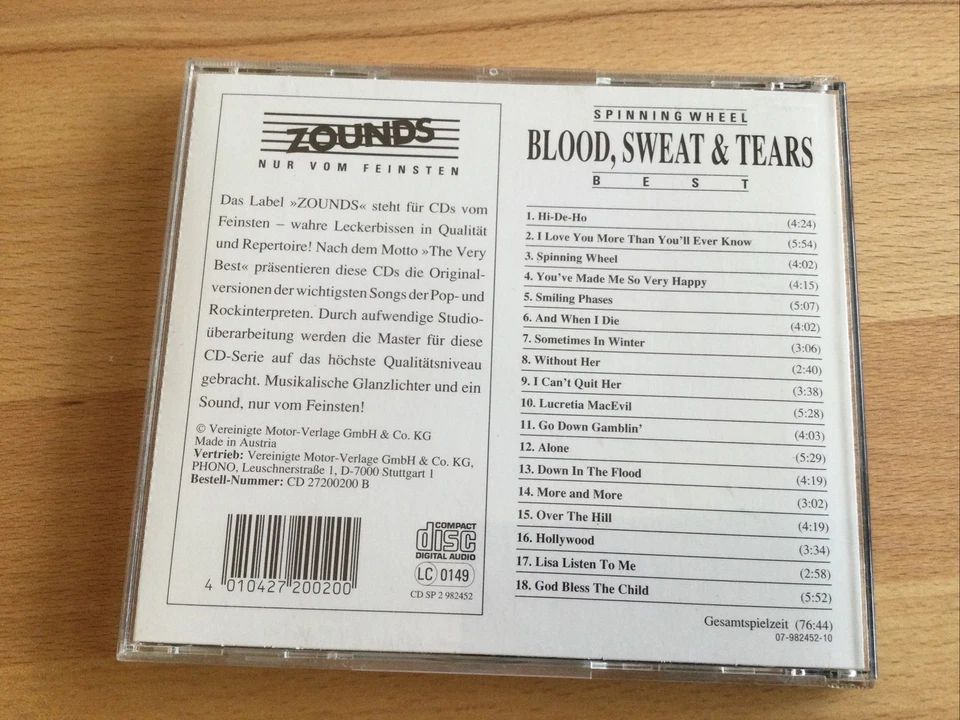 ZOUNDS
NUR VOM FEINSTEN
Das Label »ZOUNDS« steht für CDs vom
Feinsten – wahre Leckerbissen in Qualität
und Repertoire! Nach dem Motto »The Very
Best« präsentieren diese CDs die Original-
versionen der wichtigsten Songs der Pop- und
Rockinterpreten. Durch aufwendige Studio-
überarbeitung werden die Master für diese
CD-Serie auf das höchste Qualitätsniveau
gebracht. Musikalische Glanzlichter und ein
Sound, nur vom Feinsten!
© Vereinigte Motor-Verlage GmbH & Co. KG
Made in Austria
Vertrieb: Vereinigte Motor-Verlage GmbH & Co. KG,
PHONO, Leuschnerstraße 1, D-7000 Stuttgart 1
Bestell-Nummer: CD 27200200 B
4 010427 200200
COMPACT
disc
DIGITAL AUDIO
LC 0149
CD SP 2 982452
SPINNING WHEEL
BLOOD, SWEAT & TEARS
BEST
1. Hi-De-Ho (4:24)
2. I Love You More Than You'll Ever Know (5:54)
3. Spinning Wheel (4:02)
4. You've Made Me So Very Happy (4:15)
5. Smiling Phases (5:07)
6. And When I Die (4:02)
7. Sometimes In Winter (3:06)
8. Without Her (2:40)
9. I Can't Quit Her (3:38)
10. Lucretia MacEvil (5:28)
11. Go Down Gamblin' (4:03)
12. Alone (5:29)
13. Down In The Flood (4:19)
14. More and More (3:02)
15. Over The Hill (4:19)
16. Hollywood (3:34)
17. Lisa Listen To Me (2:58)
18. God Bless The Child (5:52)
Gesamtspielzeit (76:44)
07-982452-10